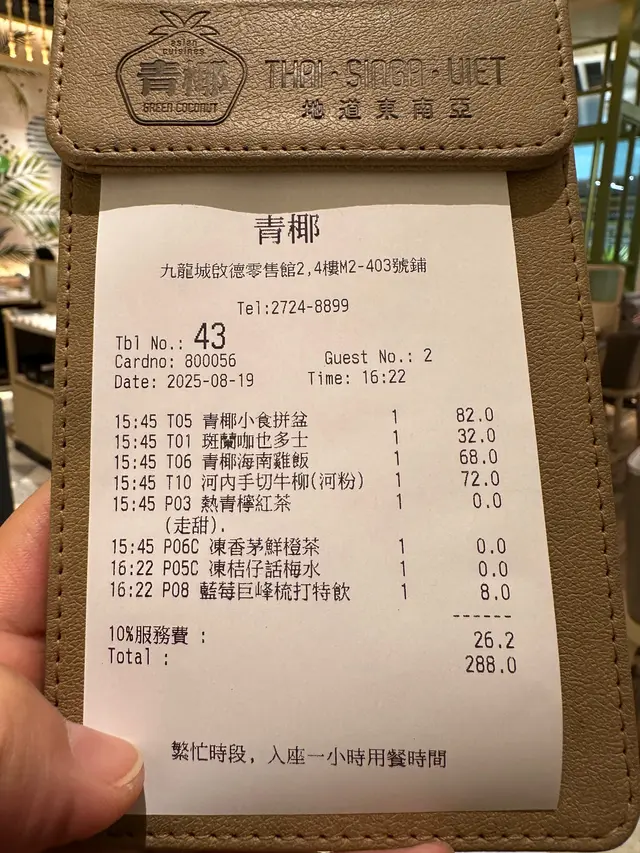 asian
cuisines
青椰
GREEN COCONUT
THAI · SINGA · VIET
地道東南亞
青椰
九龍城啟德零售館2,4樓M2-403號鋪
Tel:2724-8899
Tbl No.: 43
Cardno: 800056 Guest No.: 2
Date: 2025-08-19 Time: 16:22
15:45 T05 青椰小食拼盆 1 82.0
15:45 T01 斑蘭咖也多士 1 32.0
15:45 T06 青椰海南雞飯 1 68.0
15:45 T10 河内手切牛柳(河粉) 1 72.0
15:45 P03 熱青檸紅茶 1 0.0
(走甜).
15:45 P06C 凍香茅鮮橙茶 1 0.0
16:22 P05C 凍桔仔話梅水 1 0.0
16:22 P08 藍莓巨峰梳打特飲 1 8.0
------
10%服務費 : 26.2
Total : 288.0
繁忙時段, 入座一小時用餐時間